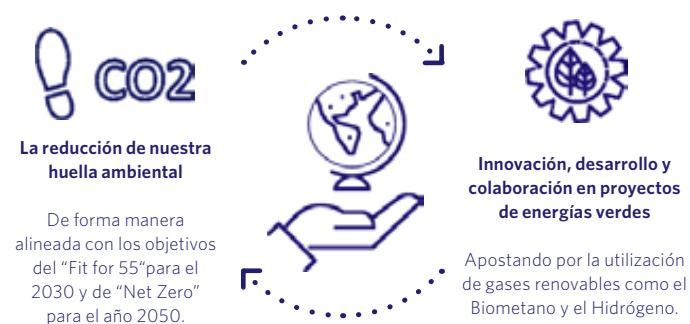 CO2
La reducción de nuestra
huella ambiental
De forma manera
alineada con los objetivos
del “Fit for 55“para el
2030 y de “Net Zero”
para el año 2050.
Innovación, desarrollo y
colaboración en proyectos
de energías verdes
Apostando por la utilización
de gases renovables como el
Biometano y el Hidrógeno.